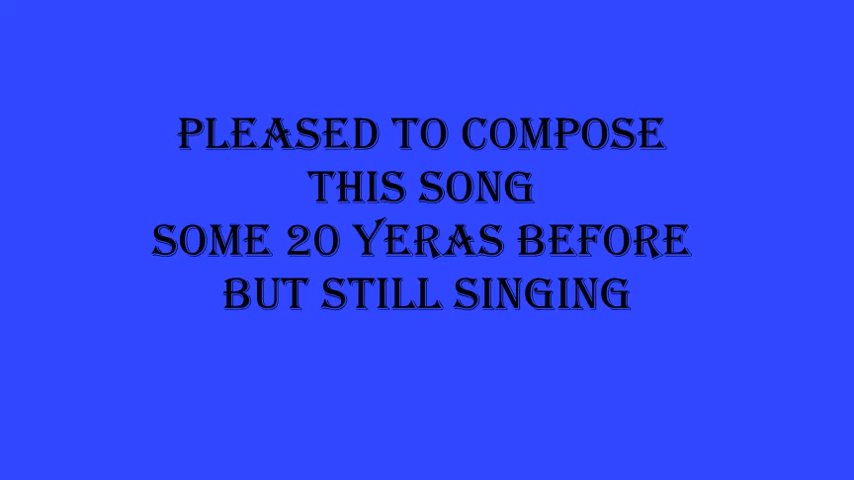 PLEASED TO COMPOSE
THIS SONG
SOME 20 YERAS BEFORE
BUT STILL SINGING